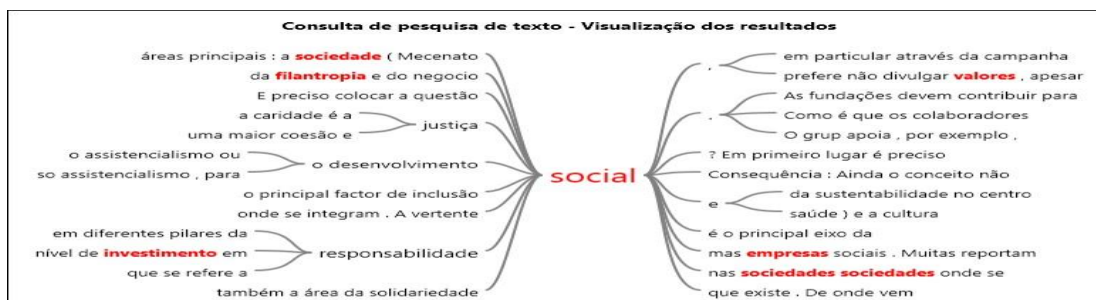 Consulta de pesquisa de texto - Visualização dos resultados
áreas principais : a sociedade ( Mecenato
da filantropia e do negocio
E preciso colocar a questão
a caridade é a
uma maior coesão e
justiça
o assistencialismo ou
so assistencialismo , para
o desenvolvimento
o principal factor de inclusão
onde se integram . A vertente
em diferentes pilares da
nível de investimento em
que se refere a
responsabilidade
também a área da solidariedade
social
,
em particular através da campanha
prefere não divulgar valores , apesar
.
As fundações devem contribuir para
Como é que os colaboradores
O grup apoia , por exemplo ,
? Em primeiro lugar é preciso
Consequência : Ainda o conceito não
e
da sustentabilidade no centro
saúde ) e a cultura
é o principal eixo da
mas empresas sociais . Muitas reportam
nas sociedades sociedades onde se
que existe . De onde vem